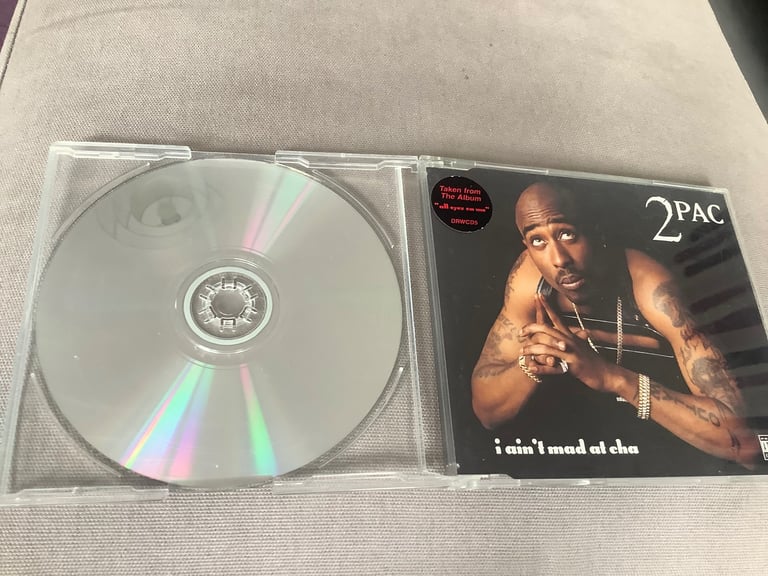 Taken from
The Album
"all eyez on me"
DRWCD5
2PAC
i ain't mad at cha